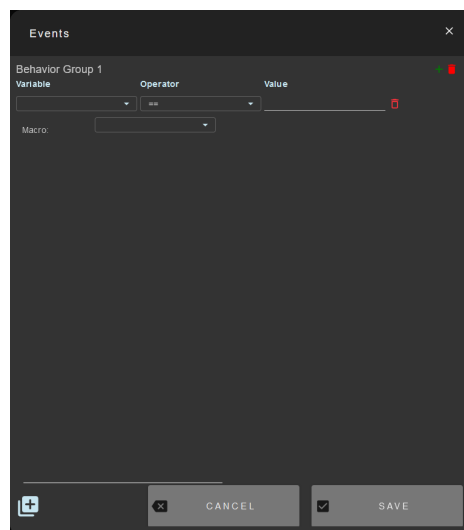 Events
Behavior Group 1
Variable Operator Value
==
Macro:
CANCEL SAVE